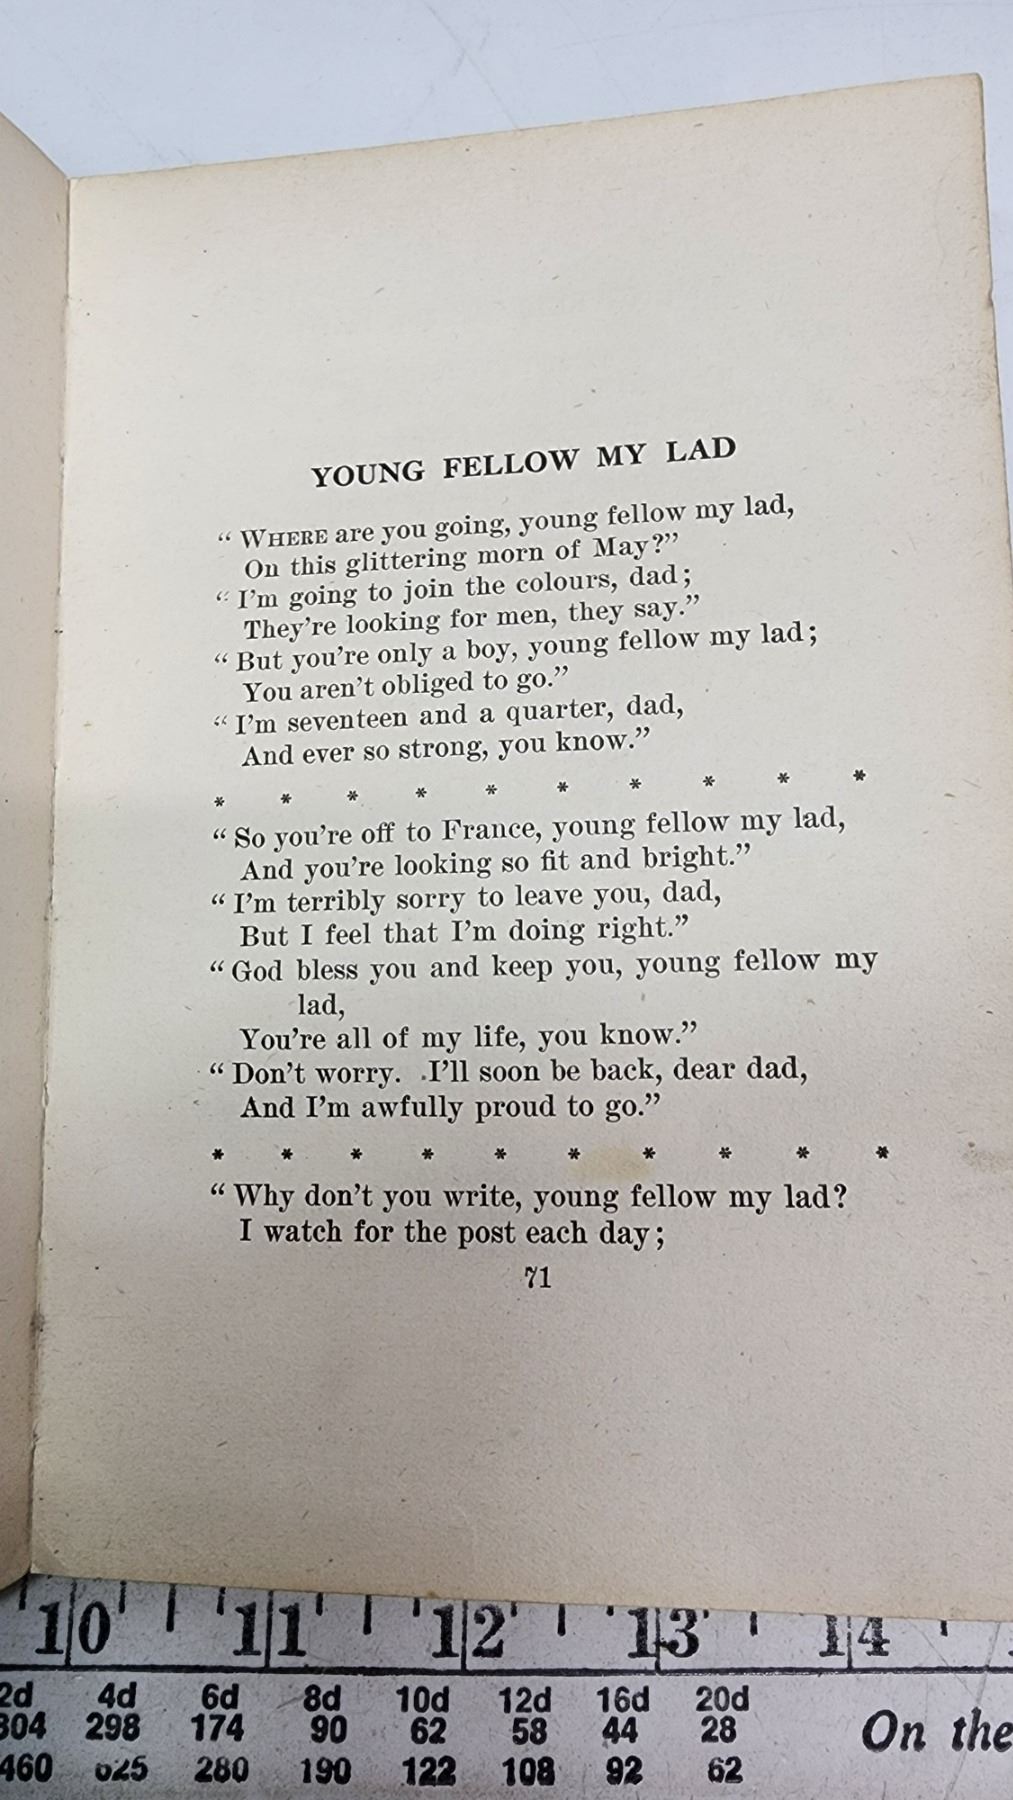 YOUNG FELLOW MY LAD
“ WHERE are you going, young fellow my lad,
On this glittering morn of May?”
“ I’m going to join the colours, dad;
They’re looking for men, they say.”
“ But you’re only a boy, young fellow my lad;
You aren’t obliged to go.”
“ I’m seventeen and a quarter, dad,
And ever so strong, you know.”
* * * * * * * * * *
“ So you’re off to France, young fellow my lad,
And you’re looking so fit and bright.”
“ I’m terribly sorry to leave you, dad,
But I feel that I’m doing right.”
“ God bless you and keep you, young fellow my
lad,
You’re all of my life, you know.”
“ Don’t worry. I’ll soon be back, dear dad,
And I’m awfully proud to go.”
* * * * * * * * * *
“ Why don’t you write, young fellow my lad?
I watch for the post each day;
71
10 11 12 13 14
2d 4d 6d 8d 10d 12d 16d 20d
304 298 174 90 62 58 44 28 On the
460 625 280 190 122 108 92 62